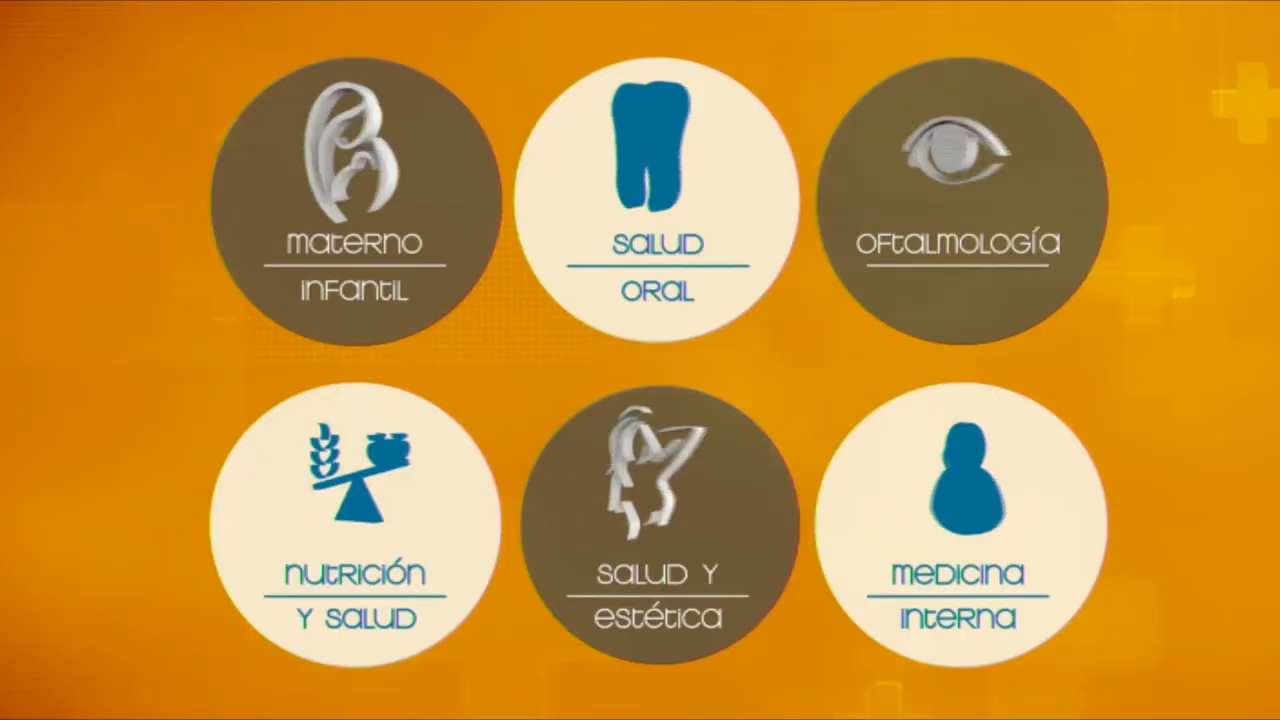 materno
infantil
salud
oral
oftalmología
nutrición
y salud
salud y
estética
medicina
interna